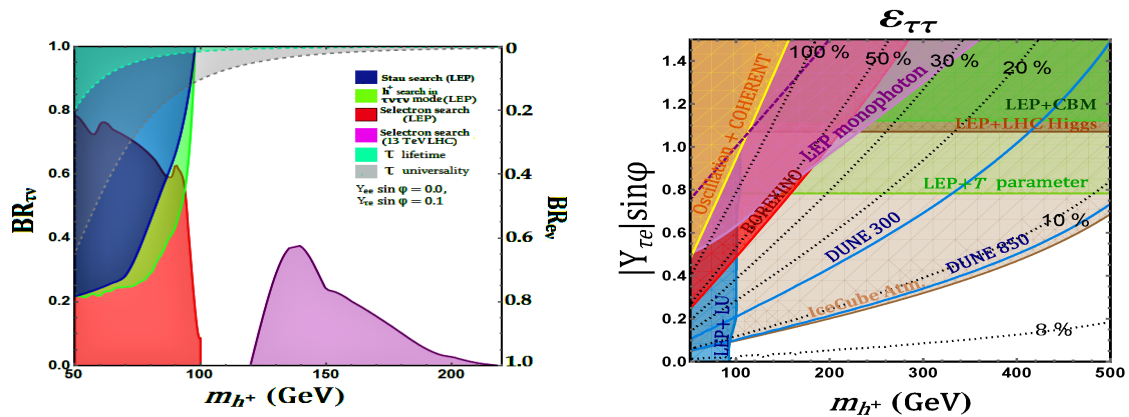 1.0
0.8
0.6
0.4
0.2
0.0
BRτν
0
0.2
0.4
0.6
0.8
1.0
BReν
Stau search (LEP)
h⁺ search in
τντν mode (LEP)
Selectron search
(LEP)
Selectron search
(13 TeV LHC)
τ lifetime
τ universality
Yee sin φ = 0.0,
Yτe sin φ = 0.1
50
100
150
200
mh⁺ (GeV)
ετт
1.4
1.2
1.0
0.8
0.6
0.4
0.2
0.0
|Yτe|sinφ
100 %
50 %
30 %
20 %
10 %
8 %
Oscillation + COHERENT
LEP monophoton
BOREXINO
LEP+CBM
LEP+LHC Higgs
LEP+T parameter
DUNE 300
DUNE 850
IceCube Atm.
LEP+LU
100
200
300
400
500
mh⁺ (GeV)